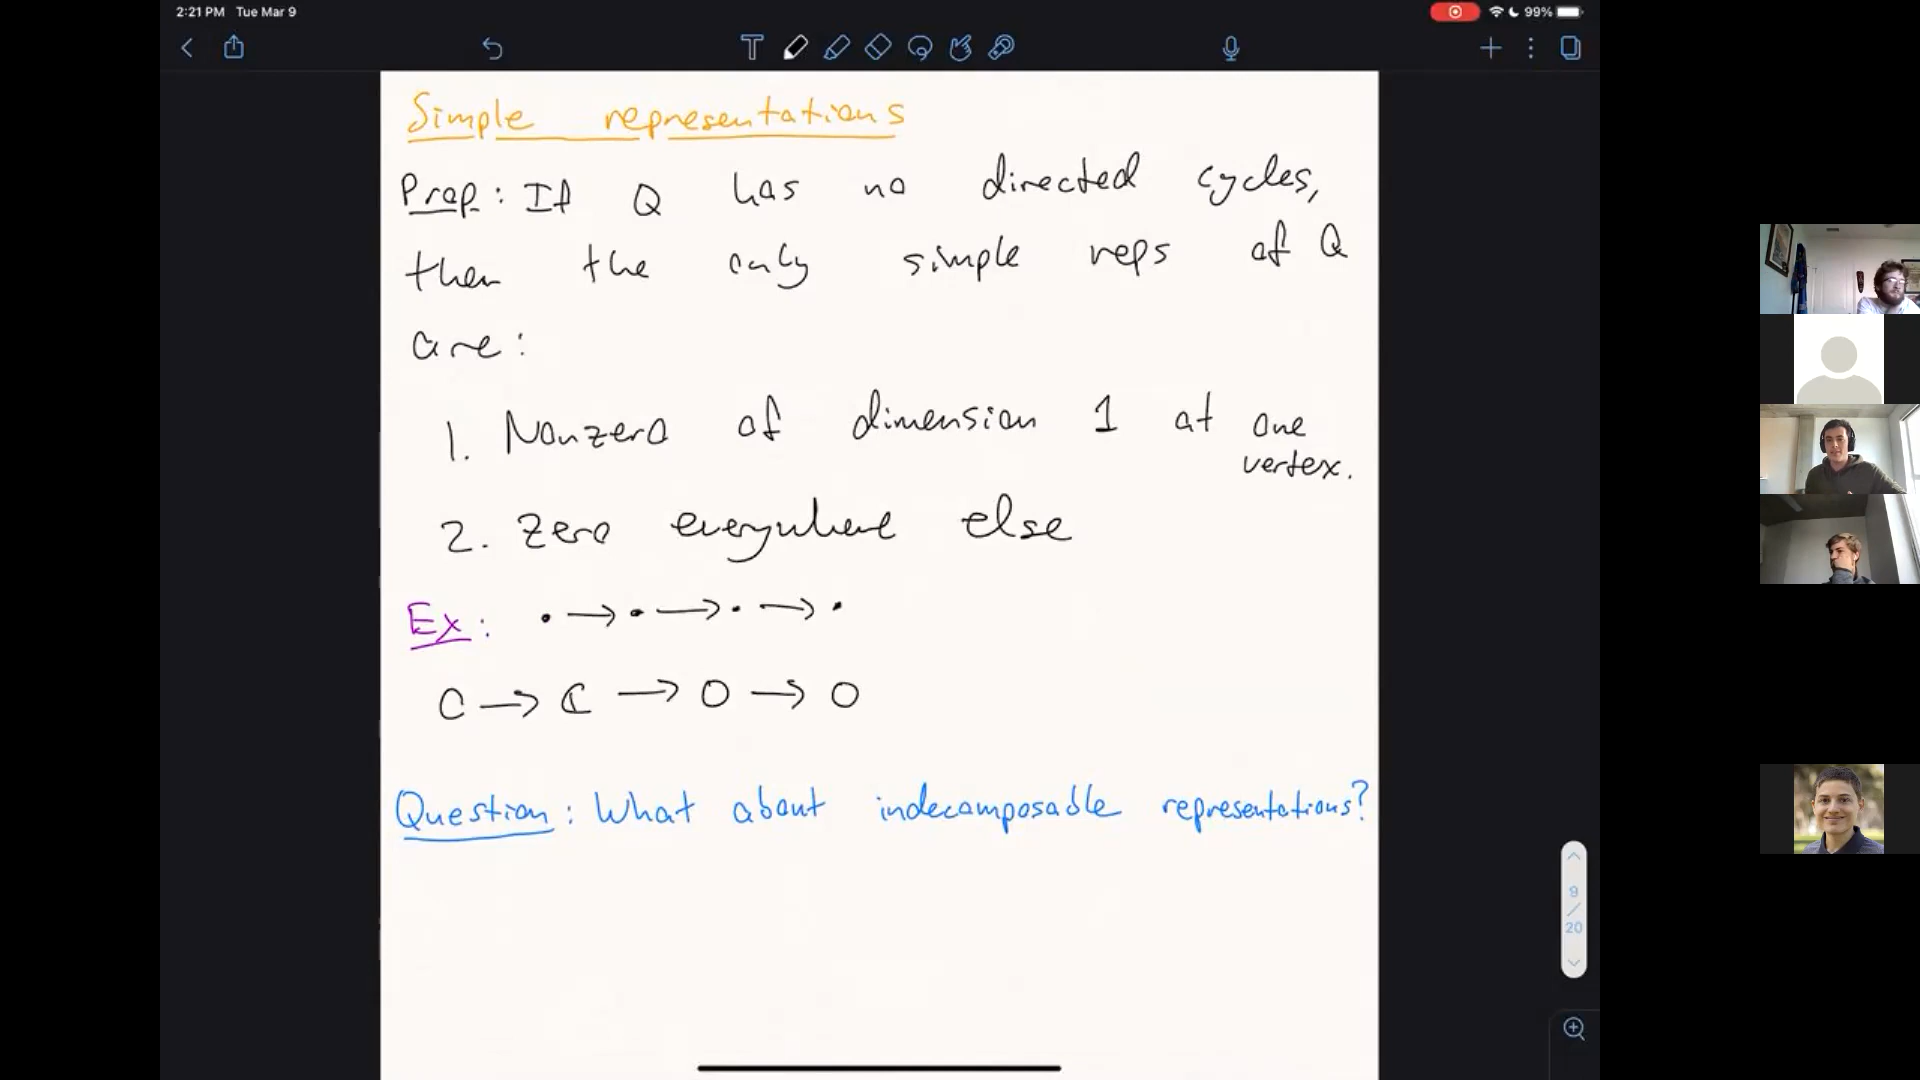 2:21 PM Tue Mar 9
99%
Simple representations
Prop: If Q has no directed cycles,
then the only simple reps of Q
are:
1. Nonzero of dimension 1 at one
vertex.
2. Zero everywhere else
Ex: • → • → • → •
0 → ℂ → 0 → 0
Question: What about indecomposable representations?
9
/
20